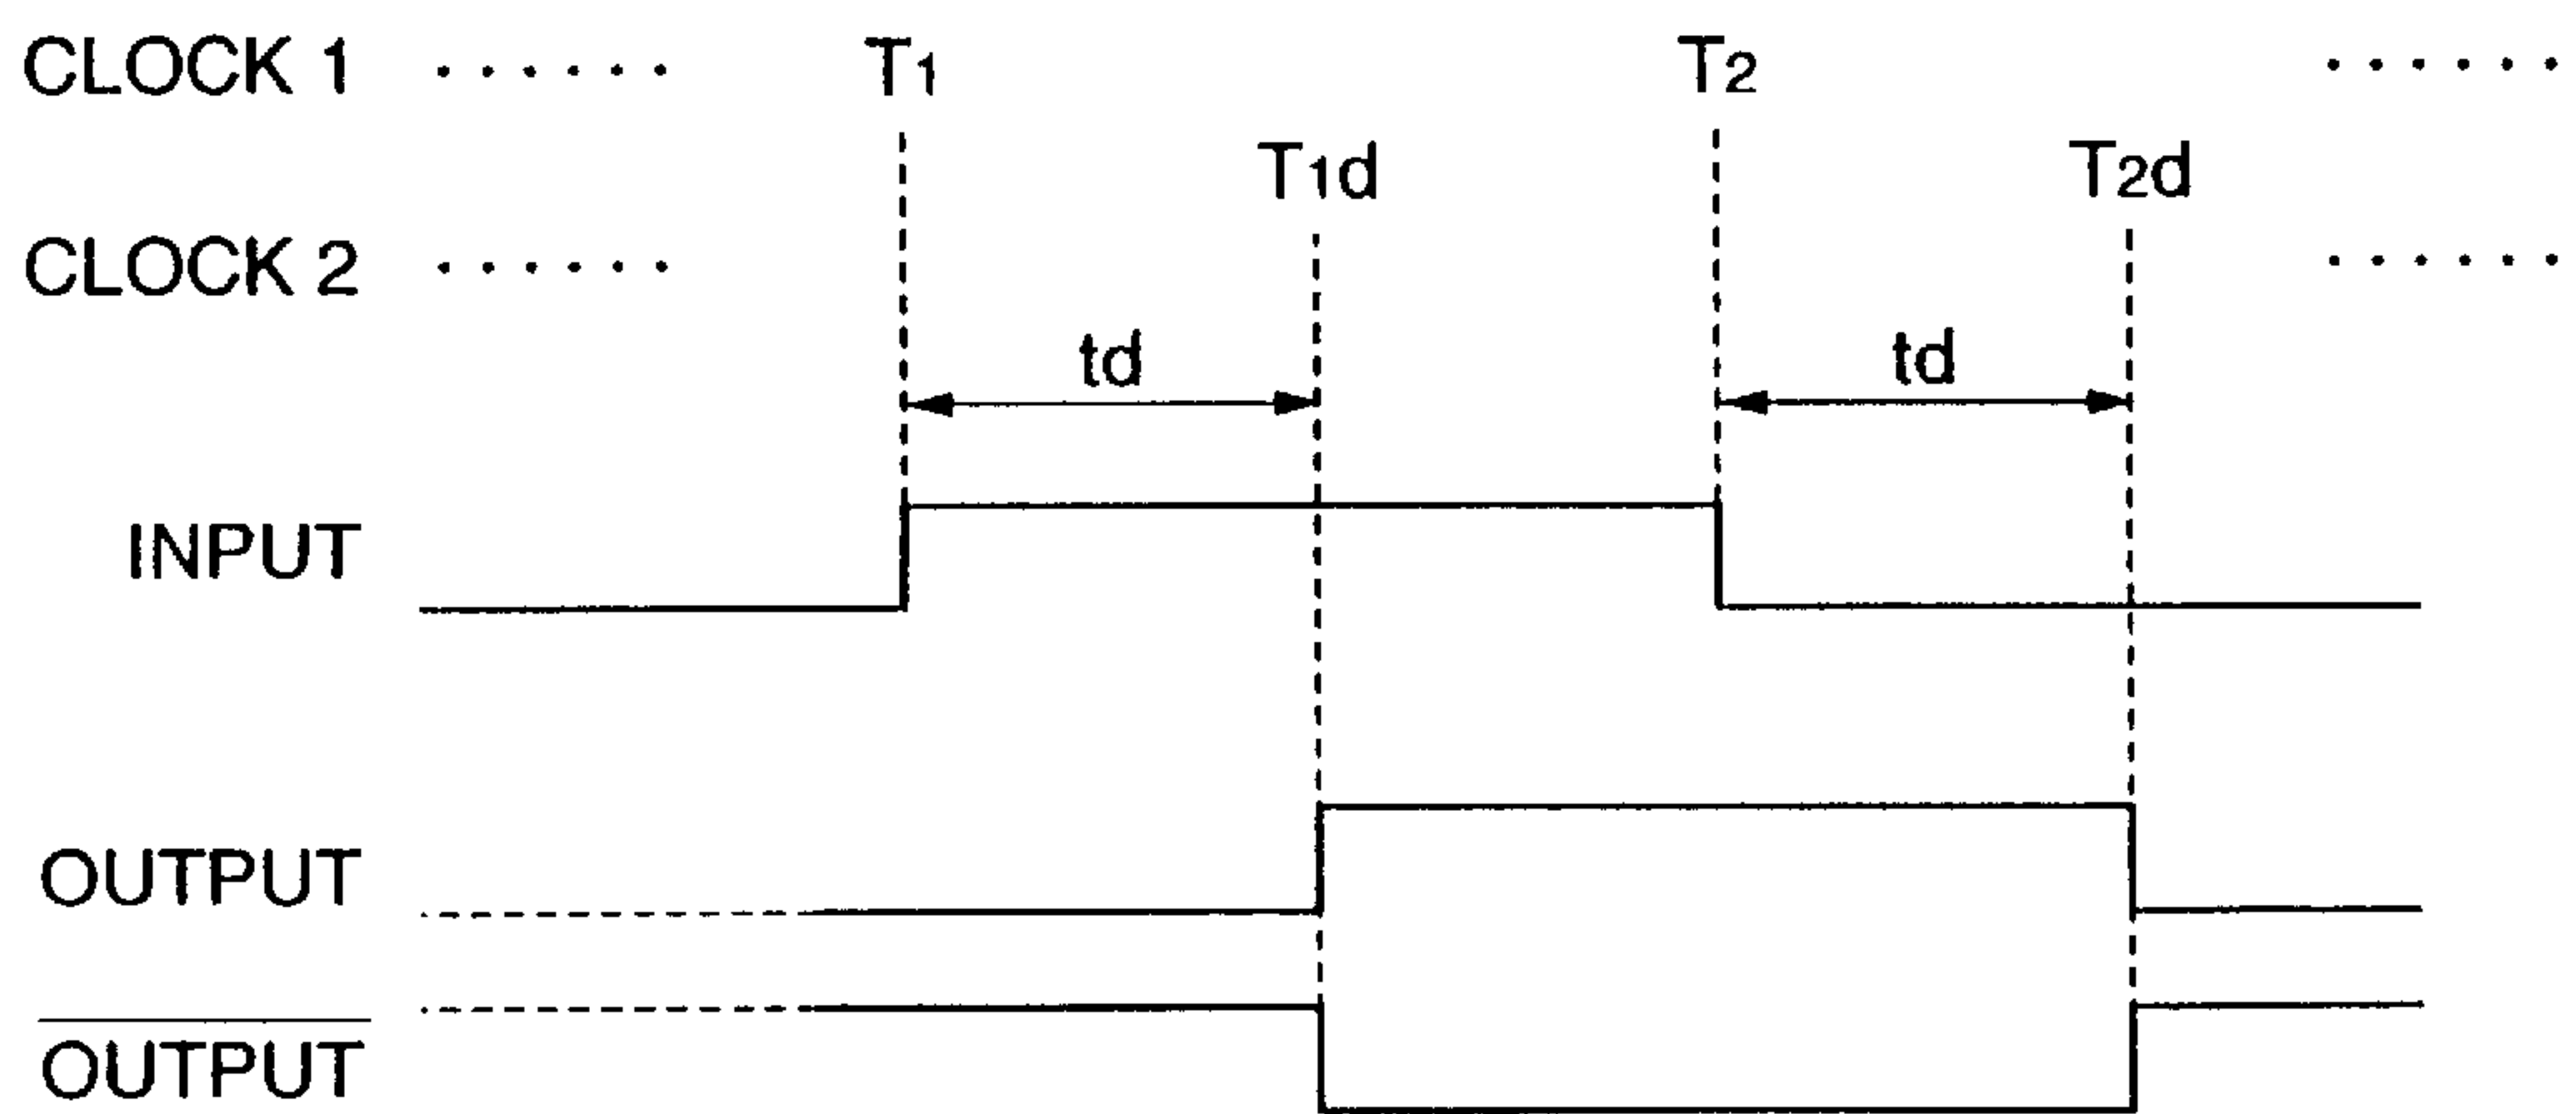 CLOCK 1 ...... T1 T2 ......
T1d T2d
CLOCK 2 ...... ......
td td
INPUT
OUTPUT
OUTPUT